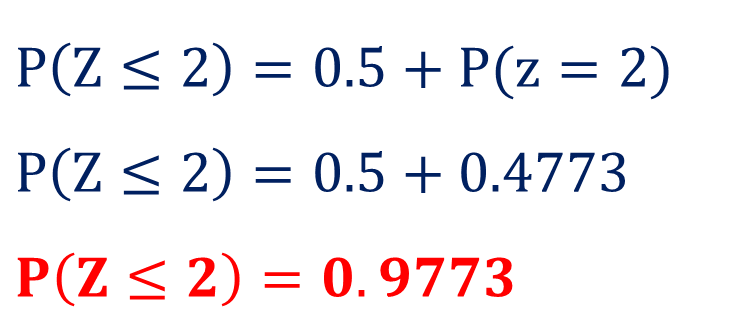 P(Z ≤ 2) = 0.5 + P(z = 2)
P(Z ≤ 2) = 0.5 + 0.4773
P(Z ≤ 2) = 0.9773